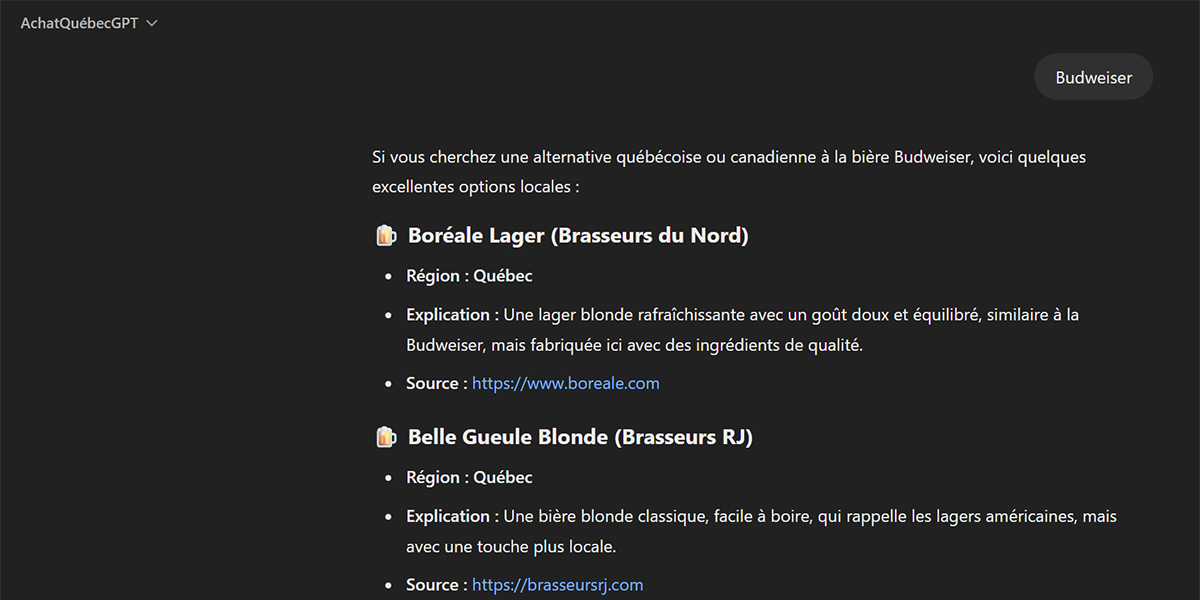 AchatQuébecGPT
Budweiser
Si vous cherchez une alternative québécoise ou canadienne à la bière Budweiser, voici quelques
excellentes options locales :
Boréale Lager (Brasseurs du Nord)
• Région : Québec
• Explication : Une lager blonde rafraîchissante avec un goût doux et équilibré, similaire à la
Budweiser, mais fabriquée ici avec des ingrédients de qualité.
• Source : https://www.boreale.com
Belle Gueule Blonde (Brasseurs RJ)
• Région : Québec
• Explication : Une bière blonde classique, facile à boire, qui rappelle les lagers américaines, mais
avec une touche plus locale.
• Source : https://brasseursrj.com